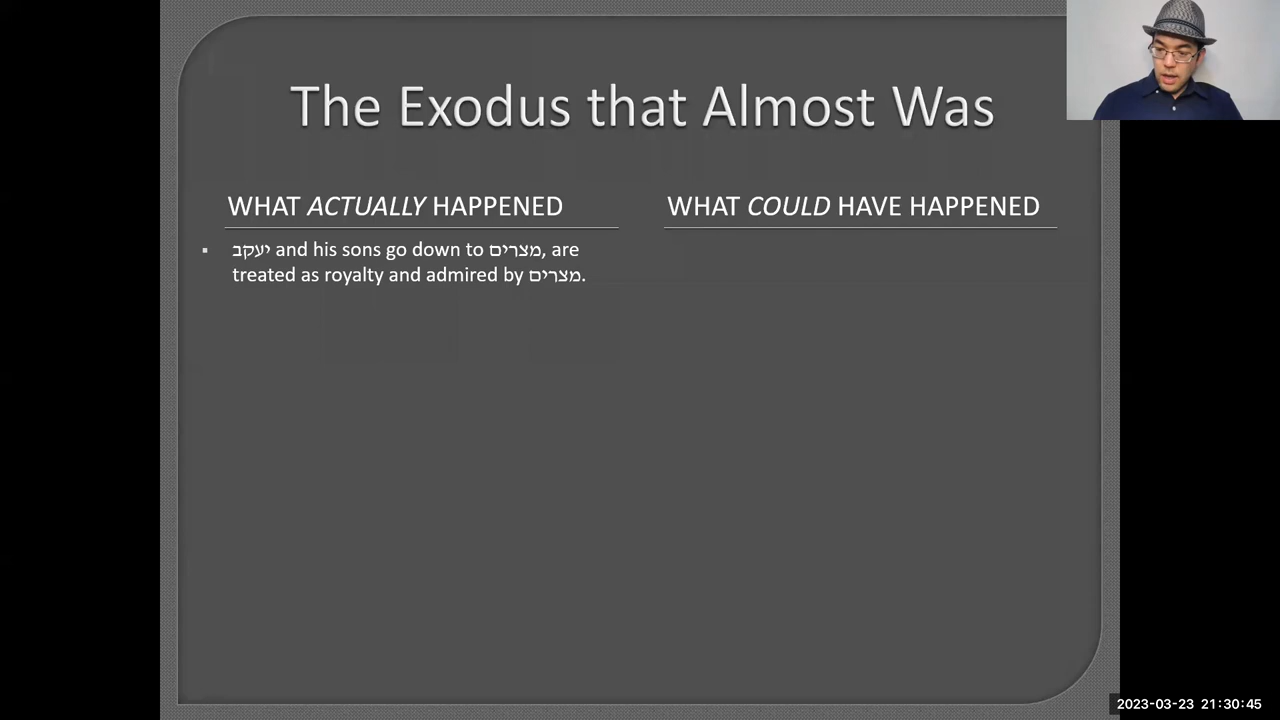 The Exodus that Almost Was
WHAT ACTUALLY HAPPENED
▪ יעקב and his sons go down to מצרים, are
treated as royalty and admired by מצרים.
WHAT COULD HAVE HAPPENED
2023-03-23 21:30:45